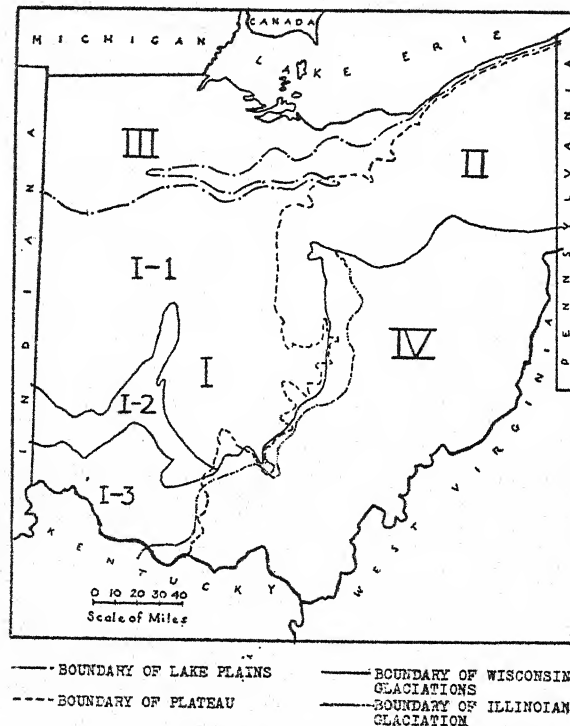 CANADA
MICHIGAN
LAKE ERIE
INDIANA
PENNSYLVANIA
III
II
I-1
IV
I
I-2
I-3
WEST VIRGINIA
KENTUCKY
0 10 20 30 40
Scale of Miles
BOUNDARY OF LAKE PLAINS
BOUNDARY OF PLATEAU
BOUNDARY OF WISCONSIN
GLACIATIONS
BOUNDARY OF ILLINOIAN
GLACIATION